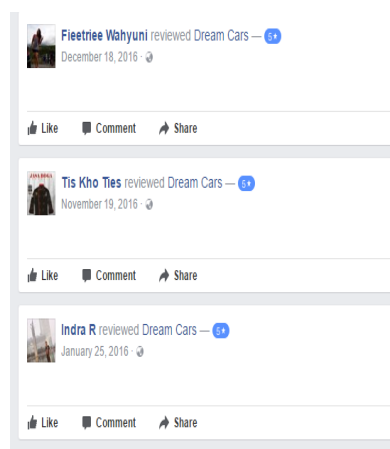 Fieetriee Wahyuni reviewed Dream Cars — 5★
December 18, 2016 ·
Like Comment Share
Tis Kho Ties reviewed Dream Cars — 5★
November 19, 2016 ·
Like Comment Share
Indra R reviewed Dream Cars — 5★
January 25, 2016 ·
Like Comment Share